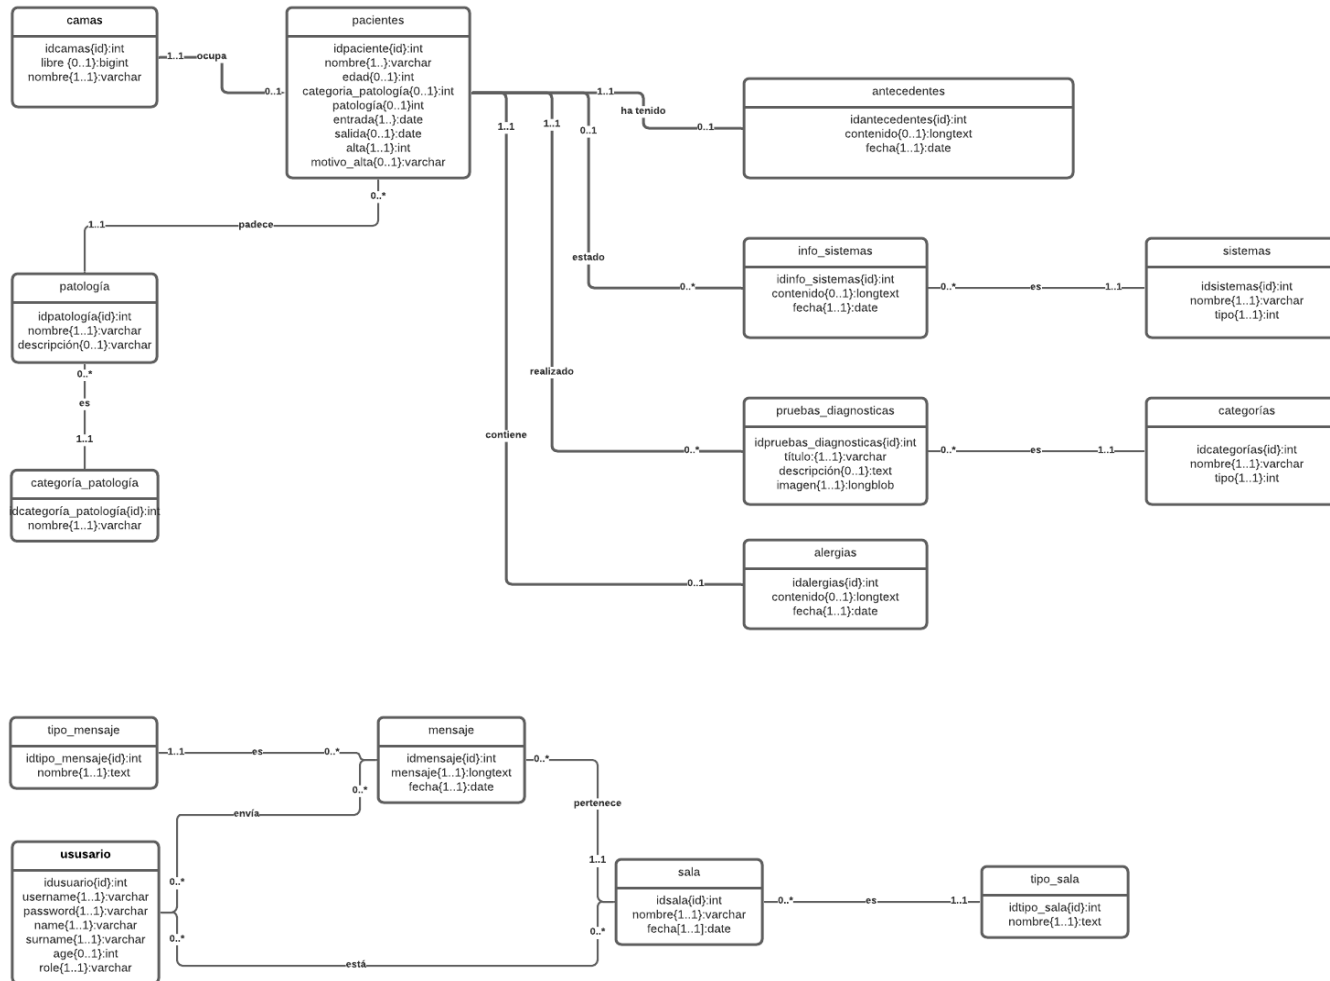 camas
idcamas{id}:int
libre {0..1}:bigint
nombre{1..1}:varchar
1..1
ocupa
0..1
pacientes
idpaciente{id}:int
nombre{1..}:varchar
edad{0..1}:int
categoria_patología{0..1}:int
patología{0..1}int
entrada{1..}:date
salida{0..1}:date
alta{1..1}:int
motivo_alta{0..1}:varchar
1..1
ha tenido
0..1
antecedentes
idantecedentes{id}:int
contenido{0..1}:longtext
fecha{1..1}:date
1..1
1..1
0..1
0..*
padece
1..1
patología
idpatología{id}:int
nombre{1..1}:varchar
descripción{0..1}:varchar
0..*
es
1..1
categoría_patología
idcategoría_patología{id}:int
nombre{1..1}:varchar
estado
0..*
info_sistemas
idinfo_sistemas{id}:int
contenido{0..1}:longtext
fecha{1..1}:date
0..*
es
1..1
sistemas
idsistemas{id}:int
nombre{1..1}:varchar
tipo{1..1}:int
realizado
0..*
pruebas_diagnosticas
idpruebas_diagnosticas{id}:int
título:{1..1}:varchar
descripción{0..1}:text
imagen{1..1}:longblob
0..*
es
1..1
categorías
idcategorías{id}:int
nombre{1..1}:varchar
tipo{1..1}:int
contiene
0..1
alergias
idalergias{id}:int
contenido{0..1}:longtext
fecha{1..1}:date
tipo_mensaje
idtipo_mensaje{id}:int
nombre{1..1}:text
1..1
es
0..*
mensaje
idmensaje{id}:int
mensaje{1..1}:longtext
fecha{1..1}:date
0..*
pertenece
1..1
0..*
envía
0..*
ususario
idusuario{id}:int
username{1..1}:varchar
password{1..1}:varchar
name{1..1}:varchar
surname{1..1}:varchar
age{0..1}:int
role{1..1}:varchar
0..*
está
0..*
sala
idsala{id}:int
nombre{1..1}:varchar
fecha[1..1]:date
0..*
es
1..1
tipo_sala
idtipo_sala{id}:int
nombre{1..1}:text